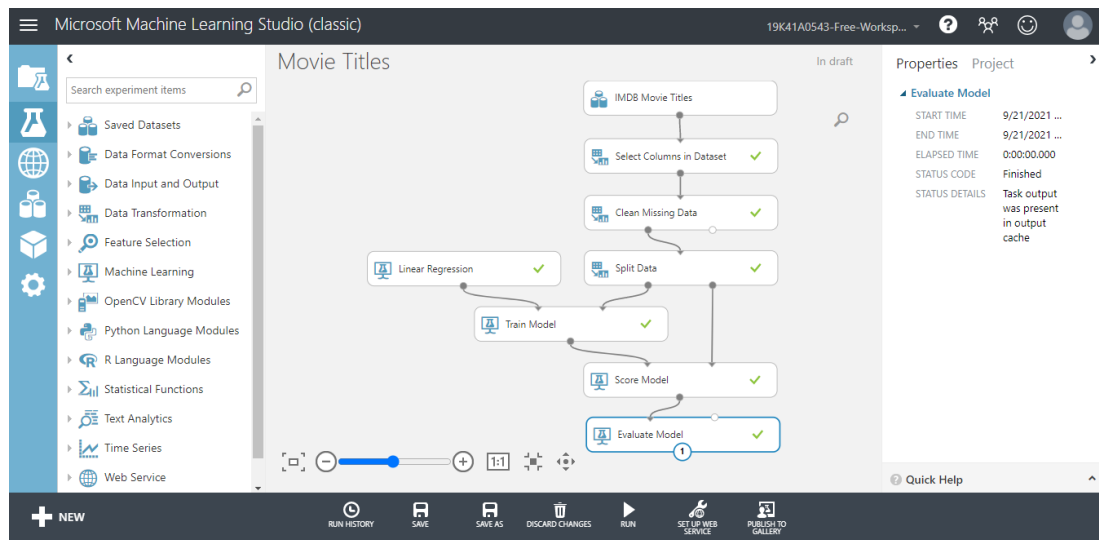 Microsoft Machine Learning Studio (classic)
19K41A0543-Free-Worksp...
?
Search experiment items
Saved Datasets
Data Format Conversions
Data Input and Output
Data Transformation
Feature Selection
Machine Learning
OpenCV Library Modules
Python Language Modules
R Language Modules
Statistical Functions
Text Analytics
Time Series
Web Service
Movie Titles
In draft
IMDB Movie Titles
Select Columns in Dataset
Clean Missing Data
Linear Regression
Split Data
Train Model
Score Model
Evaluate Model
1
1:1
Properties Project
Evaluate Model
START TIME 9/21/2021 ...
END TIME 9/21/2021 ...
ELAPSED TIME 0:00:00.000
STATUS CODE Finished
STATUS DETAILS Task output
was present
in output
cache
? Quick Help
NEW
RUN HISTORY
SAVE
SAVE AS
DISCARD CHANGES
RUN
SET UP WEB
SERVICE
PUBLISH TO
GALLERY